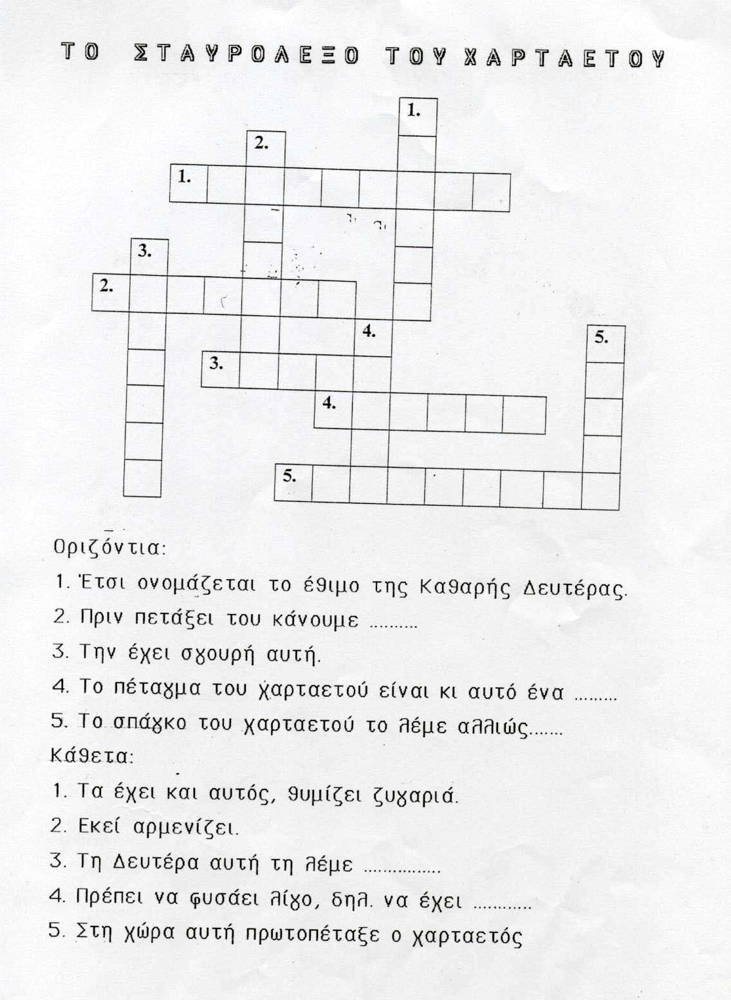 ΤΟ ΣΤΑΥΡΟΛΕΞΟ ΤΟΥ ΧΑΡΤΑΕΤΟΥ
1.
2.
1.
3.
2.
4.
5.
3.
4.
5.
Οριζόντια:
1. Έτσι ονομάζεται το έθιμο της Καθαρής Δευτέρας.
2. Πριν πετάξει του κάνουμε ..........
3. Την έχει σγουρή αυτή.
4. Το πέταγμα του χαρταετού είναι κι αυτό ένα .........
5. Το σπάγκο του χαρταετού το λέμε αλλιώς.......
Κάθετα:
1. Τα έχει και αυτός, θυμίζει ζυγαριά.
2. Εκεί αρμενίζει.
3. Τη Δευτέρα αυτή τη λέμε ................
4. Πρέπει να φυσάει λίγο, δηλ. να έχει ............
5. Στη χώρα αυτή πρωτοπέταξε ο χαρταετός